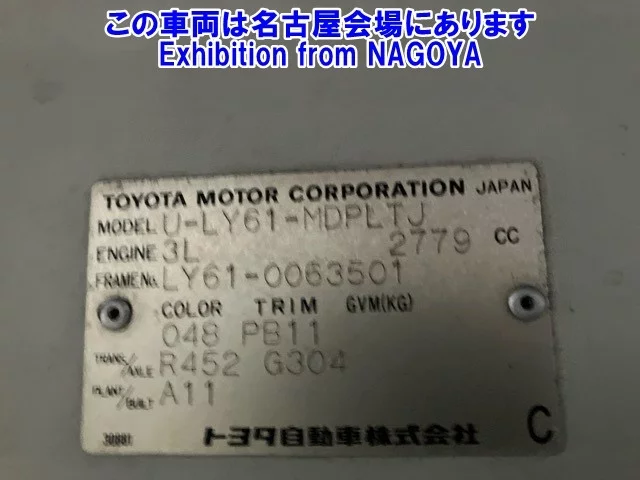 この車両は名古屋会場にあります
Exhibition from NAGOYA
TOYOTA MOTOR CORPORATION JAPAN
MODEL U-LY61-MDPLTJ
ENGINE 3L 2779 CC
FRAME No. LY61-0063501
COLOR TRIM GVM(KG)
048 PB11
TRANS/AXLE R452 G304
PLANT/BUILT A11
トヨタ自動車株式会社 C